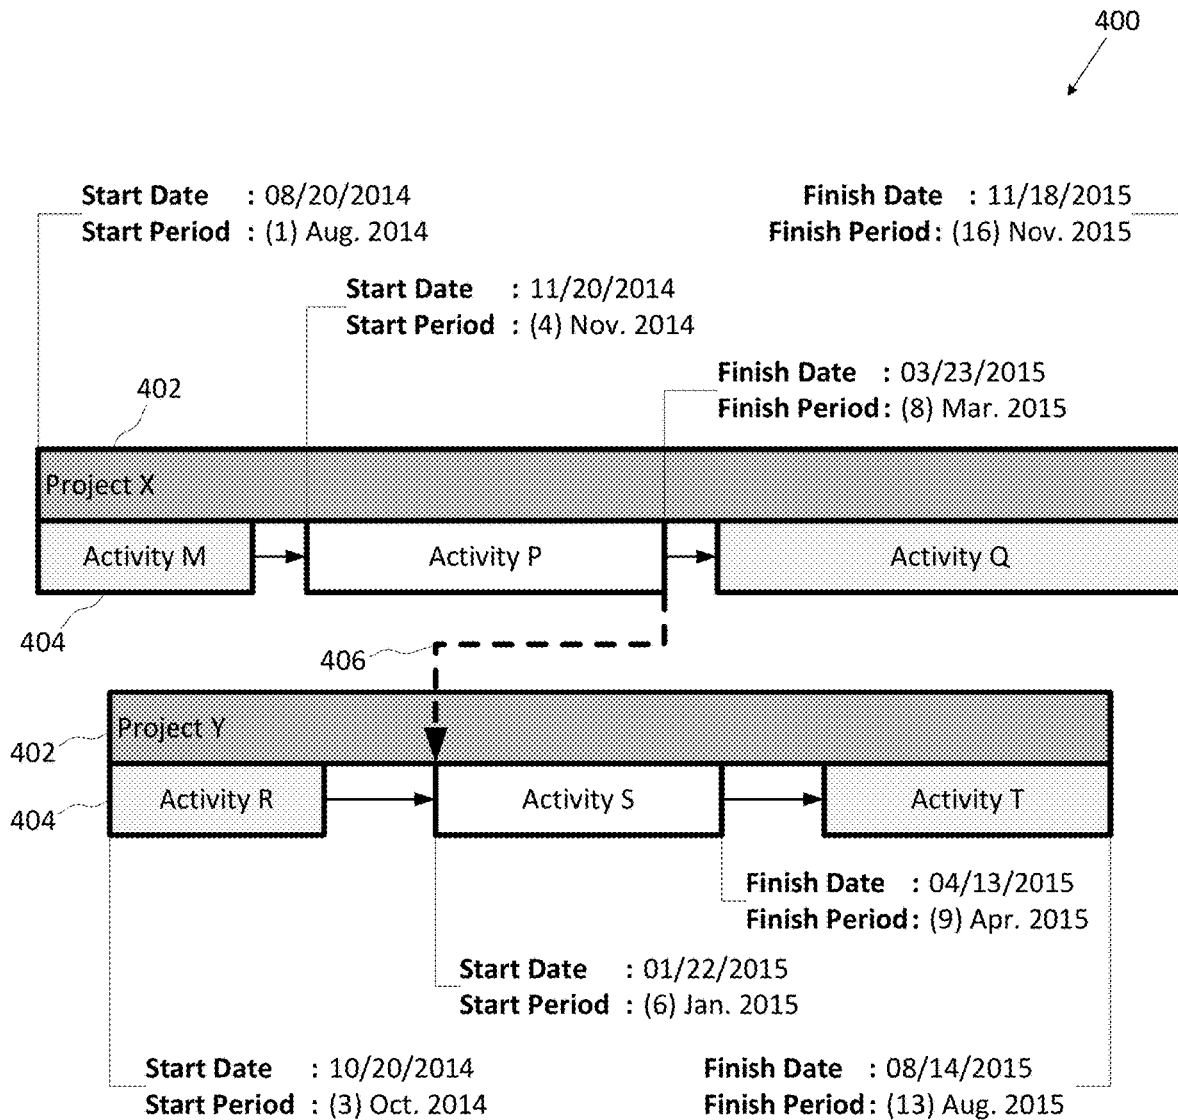 400
Start Date : 08/20/2014
Start Period : (1) Aug. 2014
Finish Date : 11/18/2015
Finish Period : (16) Nov. 2015
Start Date : 11/20/2014
Start Period : (4) Nov. 2014
Finish Date : 03/23/2015
Finish Period : (8) Mar. 2015
402
Project X
Activity M
Activity P
Activity Q
404
406
Project Y
402
Activity R
Activity S
Activity T
404
Finish Date : 04/13/2015
Finish Period : (9) Apr. 2015
Start Date : 01/22/2015
Start Period : (6) Jan. 2015
Start Date : 10/20/2014
Start Period : (3) Oct. 2014
Finish Date : 08/14/2015
Finish Period : (13) Aug. 2015